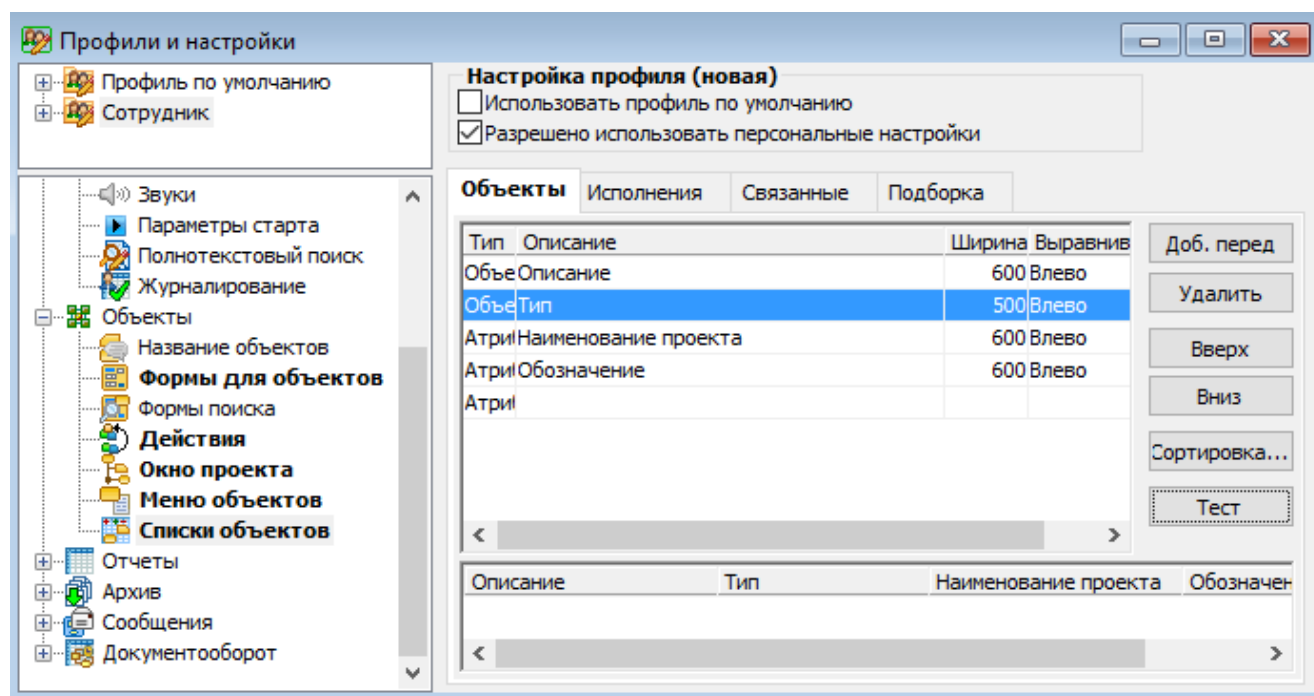 Профили и настройки
Профиль по умолчанию
Сотрудник
Звуки
Параметры старта
Полнотекстовый поиск
Журналирование
Объекты
Название объектов
Формы для объектов
Формы поиска
Действия
Окно проекта
Меню объектов
Списки объектов
Отчеты
Архив
Сообщения
Документооборот
Настройка профиля (новая)
Использовать профиль по умолчанию
Разрешено использовать персональные настройки
Объекты Исполнения Связанные Подборка
Тип Описание Ширина Выравнив
Объе Описание 600 Влево
Объе Тип 500 Влево
Атри Наименование проекта 600 Влево
Атри Обозначение 600 Влево
Атри
Доб. перед
Удалить
Вверх
Вниз
Сортировка...
Тест
Описание Тип Наименование проекта Обозначен